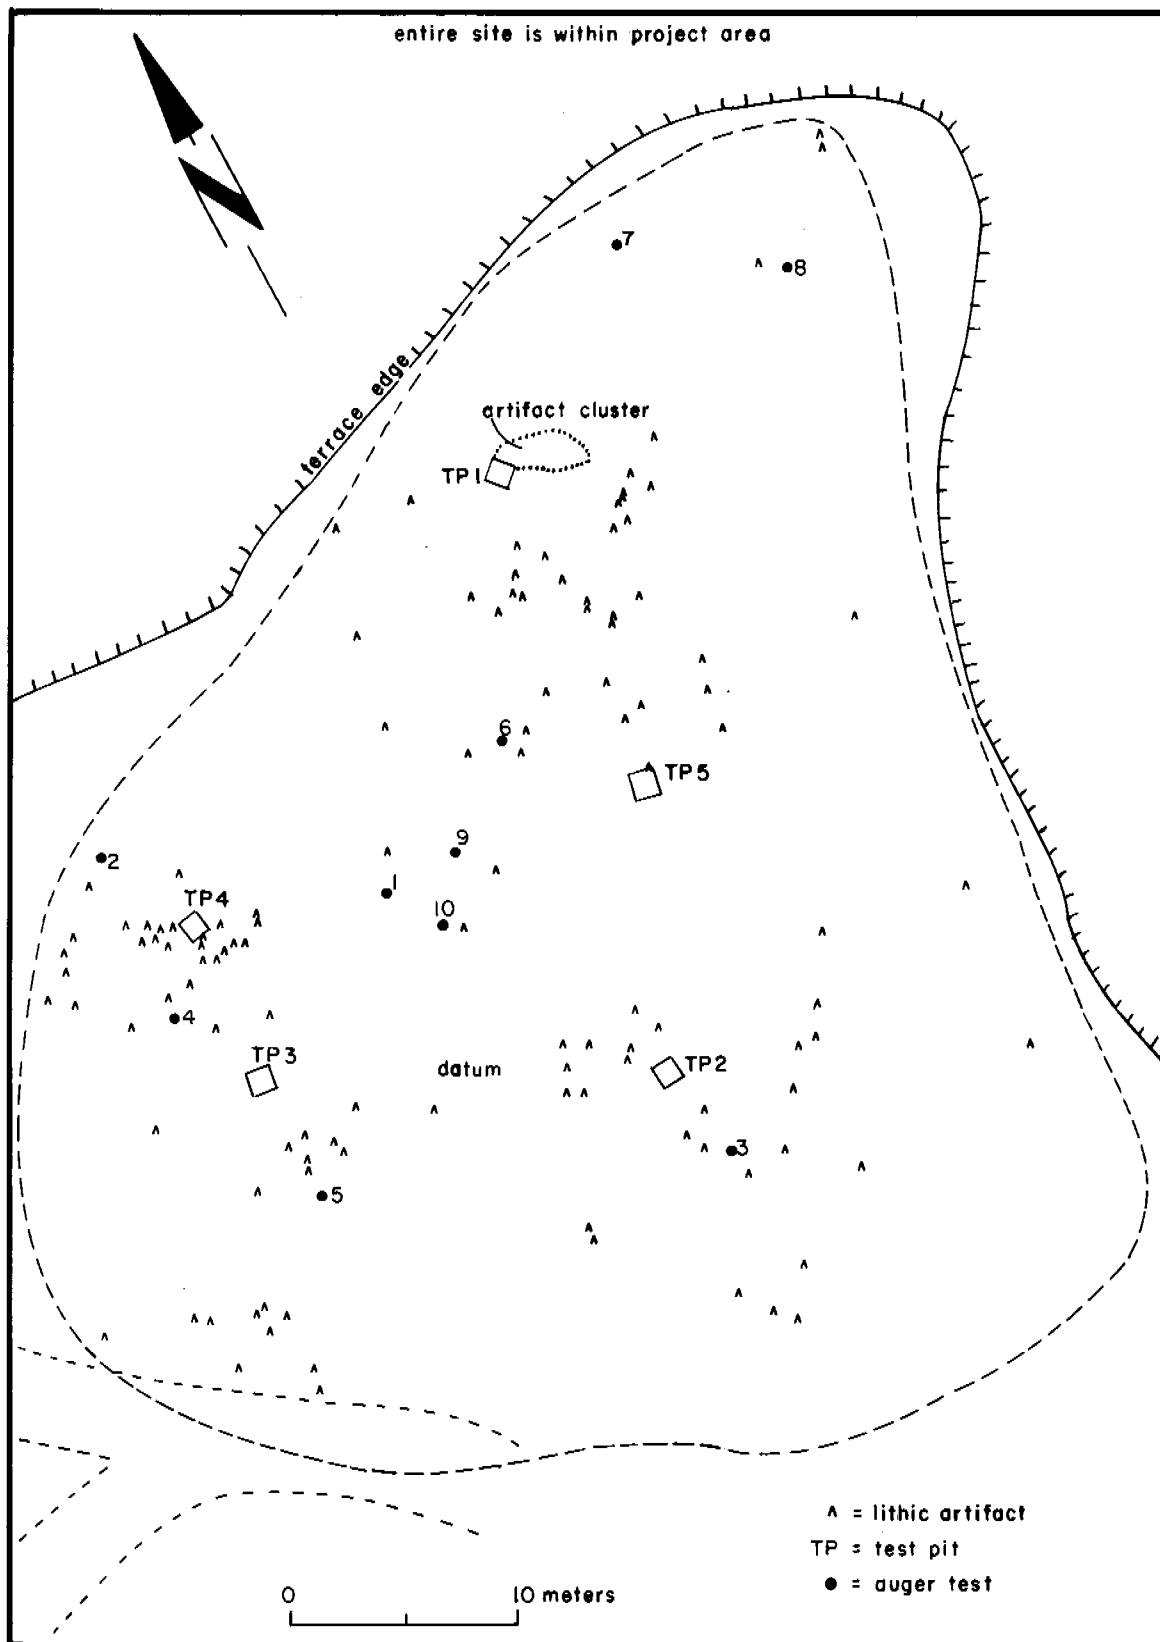 entire site is within project area
N
7
8
terrace edge
artifact cluster
TP1
6
TP5
9
2
1
TP4
10
4
TP3
datum
TP2
3
5
^ = lithic artifact
TP = test pit
● = auger test
0 10 meters